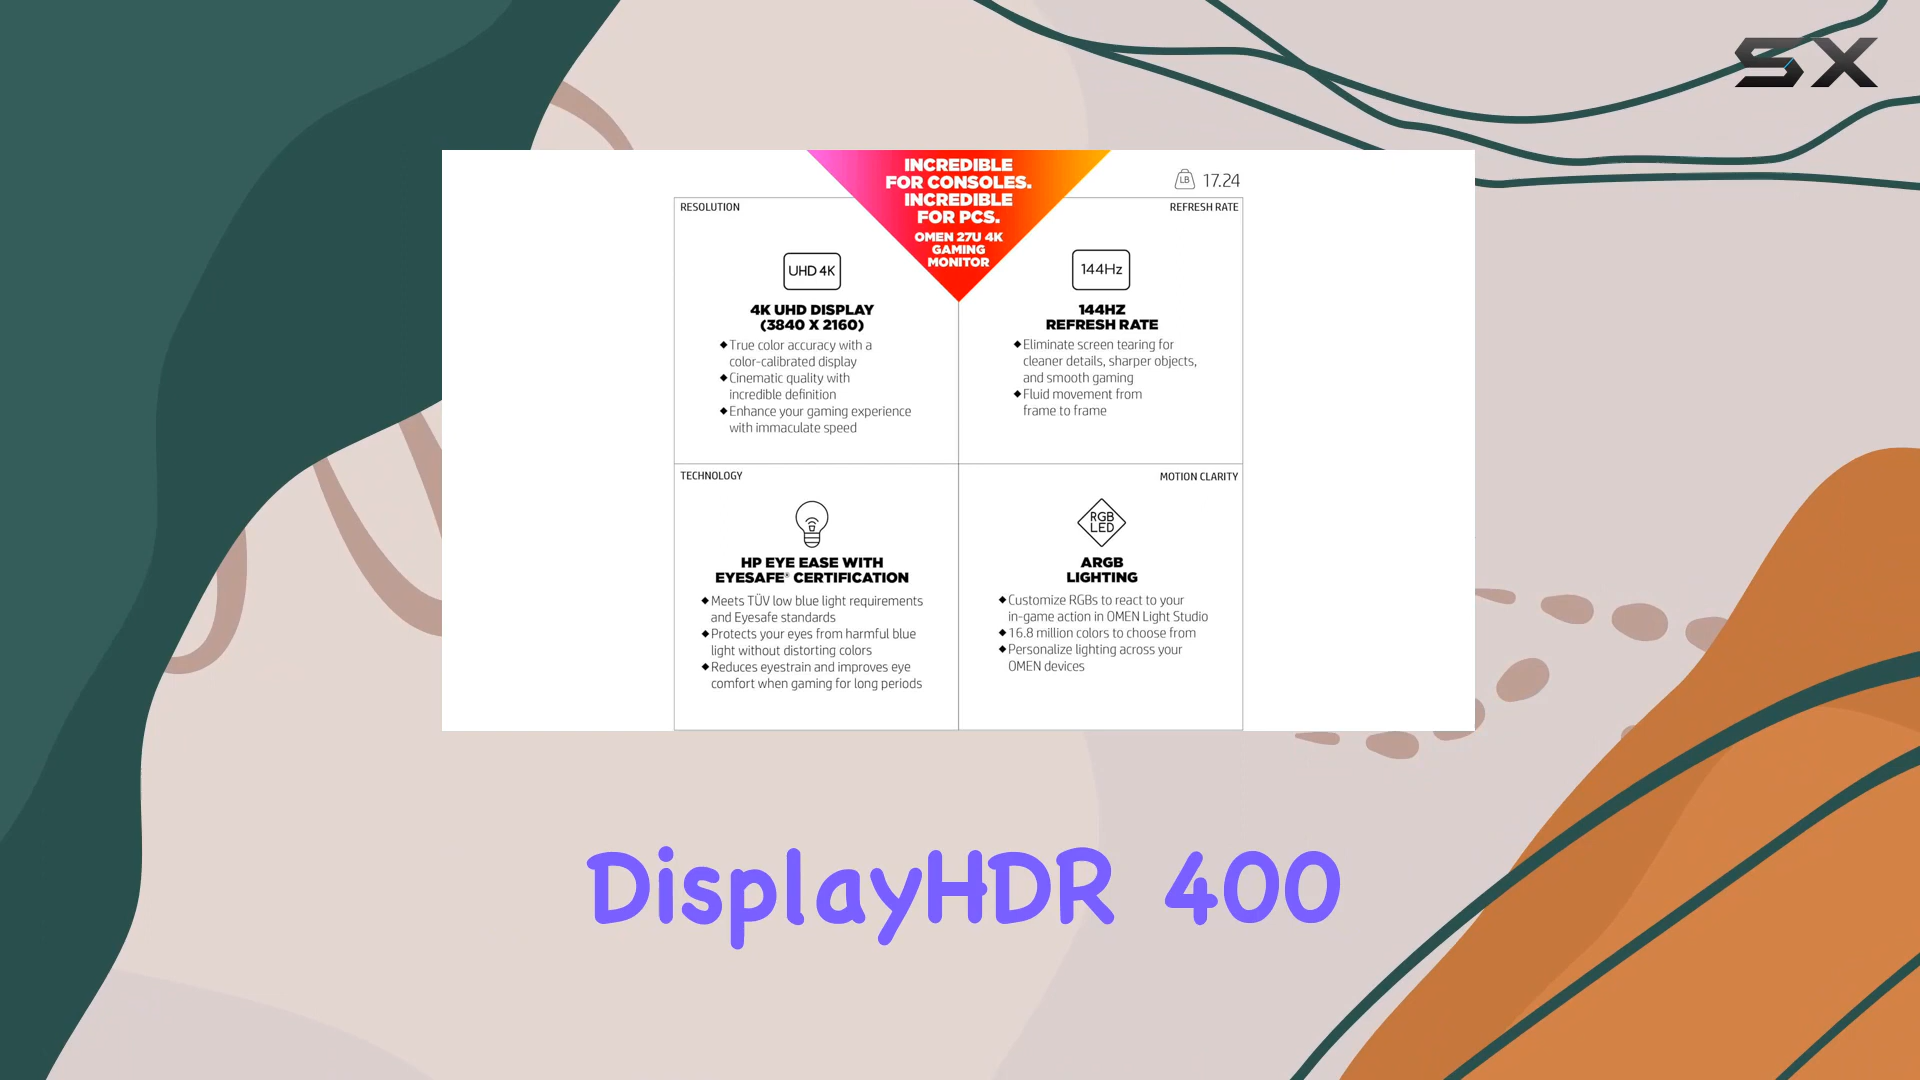 SX
INCREDIBLE
FOR CONSOLES.
INCREDIBLE
FOR PCS.
OMEN 27U 4K
GAMING
MONITOR
LB 17.24
RESOLUTION
UHD 4K
4K UHD DISPLAY
(3840 X 2160)
◆True color accuracy with a
color-calibrated display
◆Cinematic quality with
incredible definition
◆Enhance your gaming experience
with immaculate speed
REFRESH RATE
144Hz
144HZ
REFRESH RATE
◆Eliminate screen tearing for
cleaner details, sharper objects,
and smooth gaming
◆Fluid movement from
frame to frame
TECHNOLOGY
HP EYE EASE WITH
EYESAFE® CERTIFICATION
◆Meets TÜV low blue light requirements
and Eyesafe standards
◆Protects your eyes from harmful blue
light without distorting colors
◆Reduces eyestrain and improves eye
comfort when gaming for long periods
MOTION CLARITY
RGB
LED
ARGB
LIGHTING
◆Customize RGBs to react to your
in-game action in OMEN Light Studio
◆16.8 million colors to choose from
◆Personalize lighting across your
OMEN devices
DisplayHDR 400